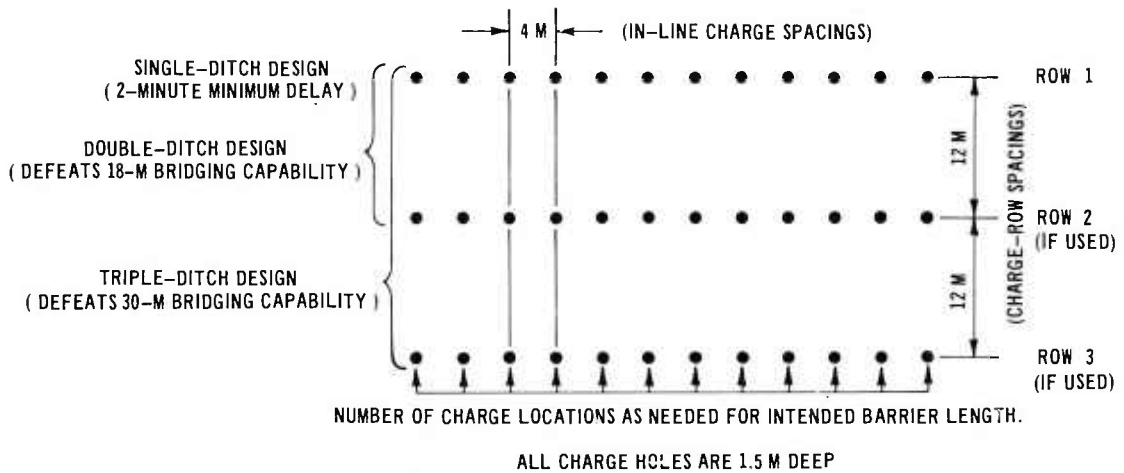 4 M
(IN-LINE CHARGE SPACINGS)
SINGLE-DITCH DESIGN
( 2-MINUTE MINIMUM DELAY)
ROW 1
DOUBLE-DITCH DESIGN
( DEFEATS 18-M BRIDGING CAPABILITY)
12 M
ROW 2
(IF USED)
(CHARGE-ROW SPACINGS)
TRIPLE-DITCH DESIGN
( DEFEATS 30-M BRIDGING CAPABILITY)
12 M
ROW 3
(IF USED)
NUMBER OF CHARGE LOCATIONS AS NEEDED FOR INTENDED BARRIER LENGTH.
ALL CHARGE HOLES ARE 1.5 M DEEP